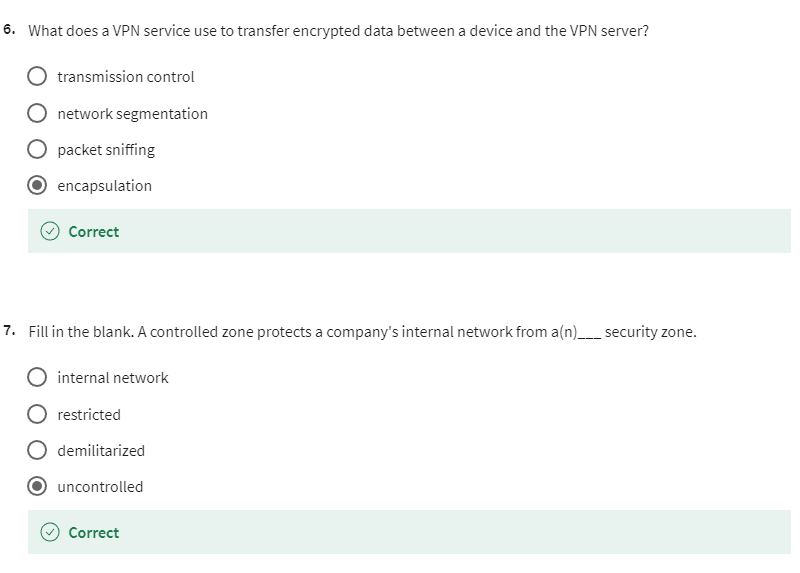 6. What does a VPN service use to transfer encrypted data between a device and the VPN server?
transmission control
network segmentation
packet sniffing
encapsulation
Correct
7. Fill in the blank. A controlled zone protects a company's internal network from a(n)___ security zone.
internal network
restricted
demilitarized
uncontrolled
Correct